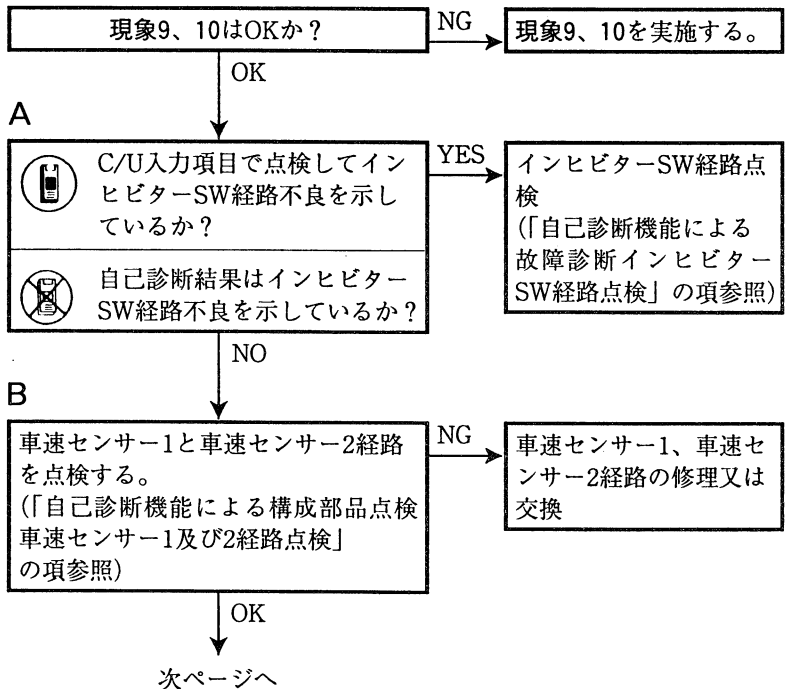 現象9、10はOKか？
NG
現象9、10を実施する。
OK
A
C/U入力項目で点検してイン
ヒビターSW経路不良を示し
ているか？
YES
インヒビターSW経路点
検
(「自己診断機能による
故障診断インヒビター
SW経路点検」の項参照)
自己診断結果はインヒビター
SW経路不良を示しているか？
NO
B
車速センサー1と車速センサー2経路
を点検する。
(「自己診断機能による構成部品点検
車速センサー1及び2経路点検」
の項参照)
NG
車速センサー1、車速セ
ンサー2経路の修理又は
交換
OK
次ページへ